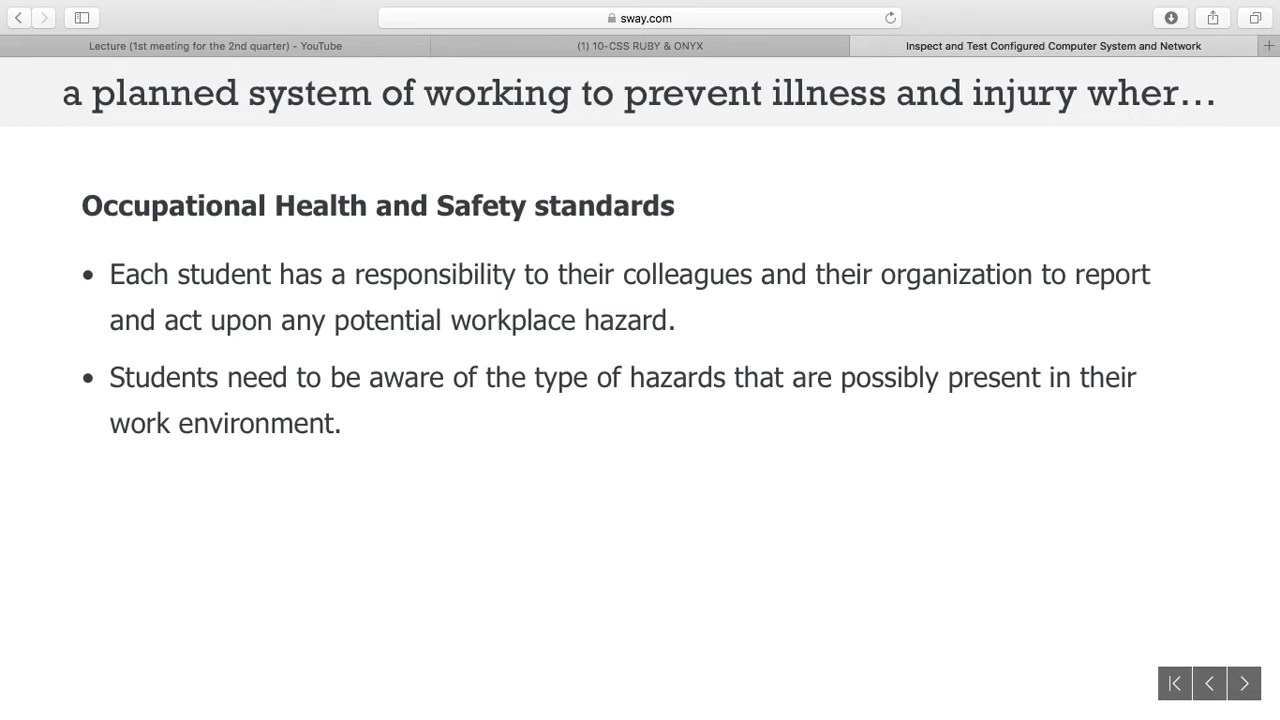 sway.com
Lecture (1st meeting for the 2nd quarter) - YouTube
(1) 10-CSS RUBY & ONYX
Inspect and Test Configured Computer System and Network
a planned system of working to prevent illness and injury wher...
Occupational Health and Safety standards
• Each student has a responsibility to their colleagues and their organization to report
and act upon any potential workplace hazard.
• Students need to be aware of the type of hazards that are possibly present in their
work environment.